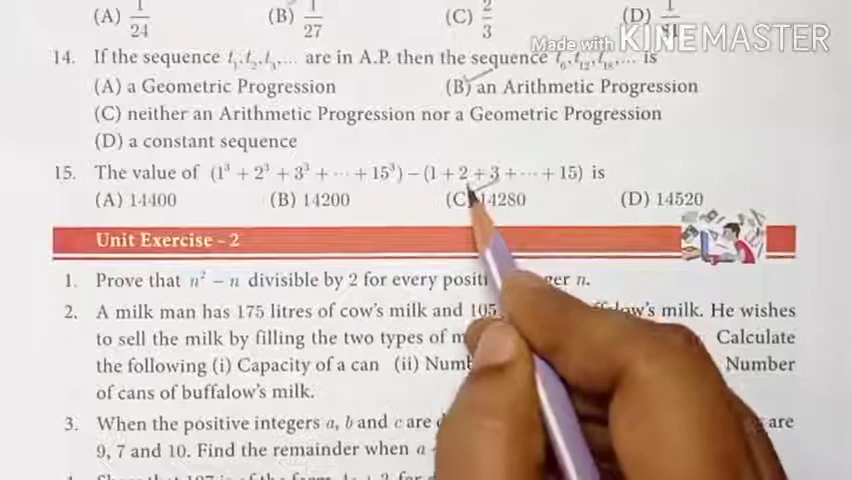 (A) 1/24 (B) 1/27 (C) 2/3 (D)
Made with KINEMASTER
14. If the sequence t₁, t₂, t₃, ... are in A.P. then the sequence t₆, t₁₂, t₁₈, ... is
(A) a Geometric Progression (B) an Arithmetic Progression
(C) neither an Arithmetic Progression nor a Geometric Progression
(D) a constant sequence
15. The value of (1³ + 2³ + 3³ + ⋯ + 15³) − (1 + 2 + 3 + ⋯ + 15) is
(A) 14400 (B) 14200 (C) 14280 (D) 14520
Unit Exercise - 2
1. Prove that n² − n divisible by 2 for every n.
2. A milk man has 175 litres of cow's milk and 105 milk. He wishes
to sell the milk by filling the two types of Calculate
the following (i) Capacity of a can (ii) Number
of cans of buffalow's milk.
3. When the positive integers a, b and c are are
9, 7 and 10. Find the remainder when a